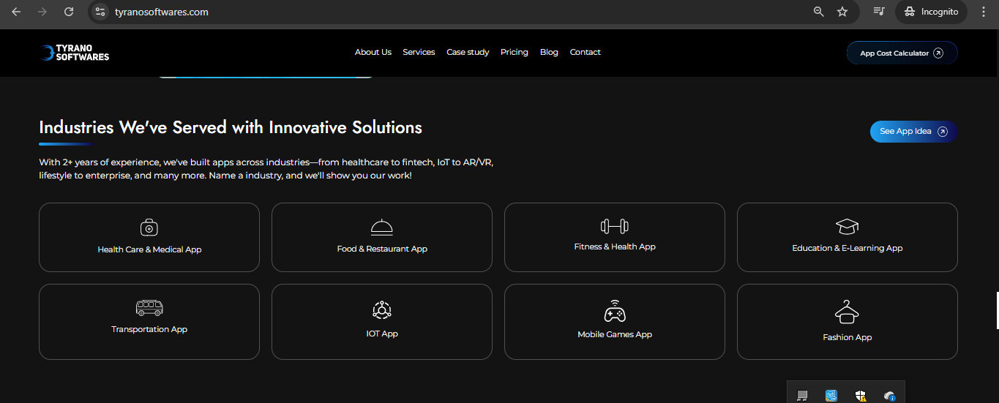 tyranosoftwares.com
Incognito
TYRANO
SOFTWARES
About Us Services Case study Pricing Blog Contact
App Cost Calculator
Industries We've Served with Innovative Solutions
See App Idea
With 2+ years of experience, we've built apps across industries—from healthcare to fintech, IoT to AR/VR,
lifestyle to enterprise, and many more. Name a industry, and we'll show you our work!
Health Care & Medical App
Food & Restaurant App
Fitness & Health App
Education & E-Learning App
Transportation App
IOT App
Mobile Games App
Fashion App